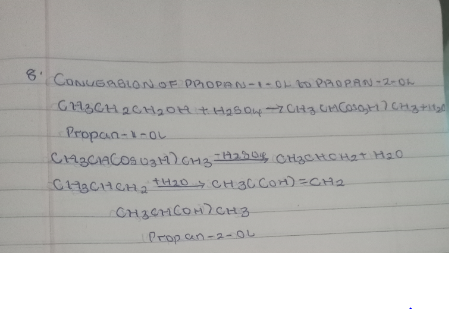 8. CONVERSION OF PROPAN-1-OL to PROPAN-2-OL
CH3CH2CH2OH + H2SO4 → CH3CH(OSO3H)CH3 + H2O
Propan-1-OL
CH3CH(OSO3H)CH3 -H2SO4→ CH3CHCH2 + H2O
CH3CHCH2 +H2O→ CH3C(OH)=CH2
CH3CH(OH)CH3
Propan-2-OL